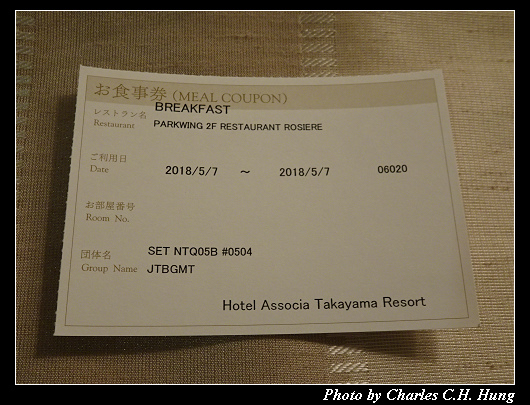 お食事券 (MEAL COUPON)
BREAKFAST
レストラン名
Restaurant
PARKWING 2F RESTAURANT ROSIERE
ご利用日
Date
2018/5/7 ～ 2018/5/7 06020
お部屋番号
Room No.
団体名
SET NTQ05B #0504
Group Name JTBGMT
Hotel Associa Takayama Resort
Photo by Charles C.H. Hung